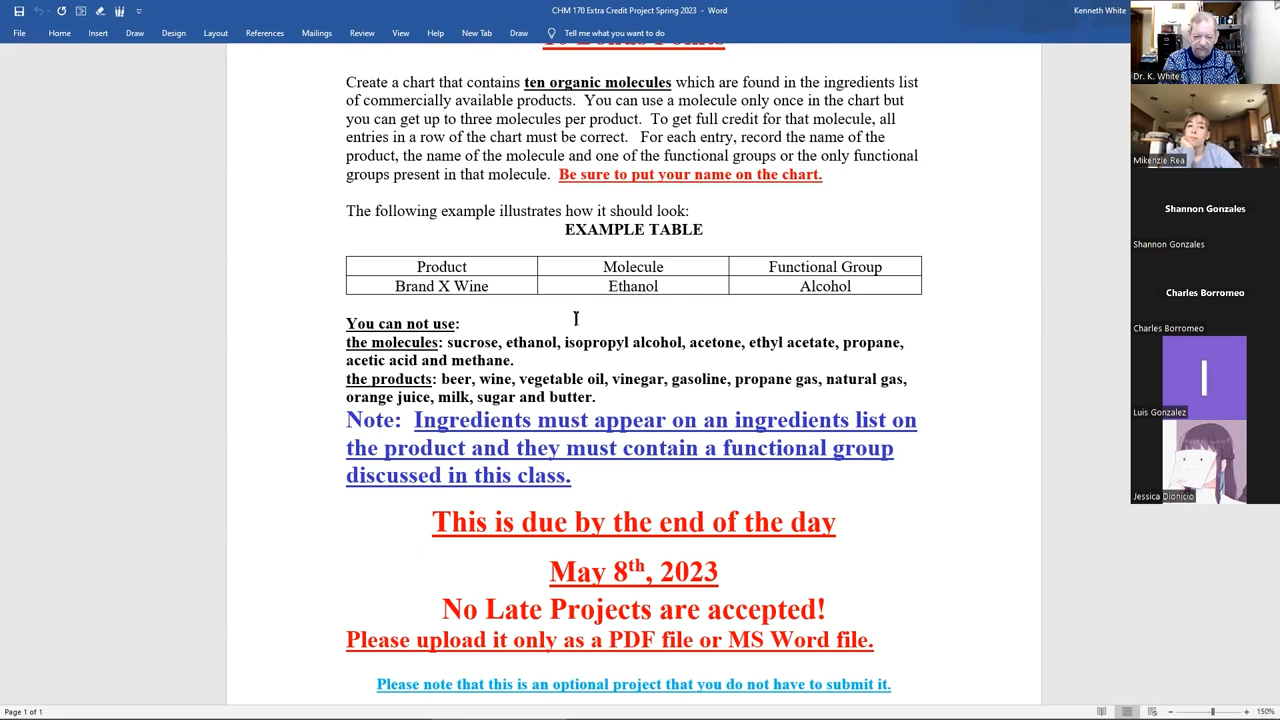 CHM 170 Extra Credit Project Spring 2023 - Word
Kenneth White
File Home Insert Draw Design Layout References Mailings Review View Help New Tab Draw Tell me what you want to do
10 Bonus Points
Create a chart that contains ten organic molecules which are found in the ingredients list
of commercially available products. You can use a molecule only once in the chart but
you can get up to three molecules per product. To get full credit for that molecule, all
entries in a row of the chart must be correct. For each entry, record the name of the
product, the name of the molecule and one of the functional groups or the only functional
groups present in that molecule. Be sure to put your name on the chart.
The following example illustrates how it should look:
EXAMPLE TABLE
Product Molecule Functional Group
Brand X Wine Ethanol Alcohol
You can not use:
the molecules: sucrose, ethanol, isopropyl alcohol, acetone, ethyl acetate, propane,
acetic acid and methane.
the products: beer, wine, vegetable oil, vinegar, gasoline, propane gas, natural gas,
orange juice, milk, sugar and butter.
Note: Ingredients must appear on an ingredients list on
the product and they must contain a functional group
discussed in this class.
This is due by the end of the day
May 8th, 2023
No Late Projects are accepted!
Please upload it only as a PDF file or MS Word file.
Please note that this is an optional project that you do not have to submit it.
Page 1 of 1
150%
Dr. K. White
Mikenzie Rea
Shannon Gonzales
Shannon Gonzales
Charles Borromeo
Charles Borromeo
I
Luis Gonzalez
Jessica Dionicio